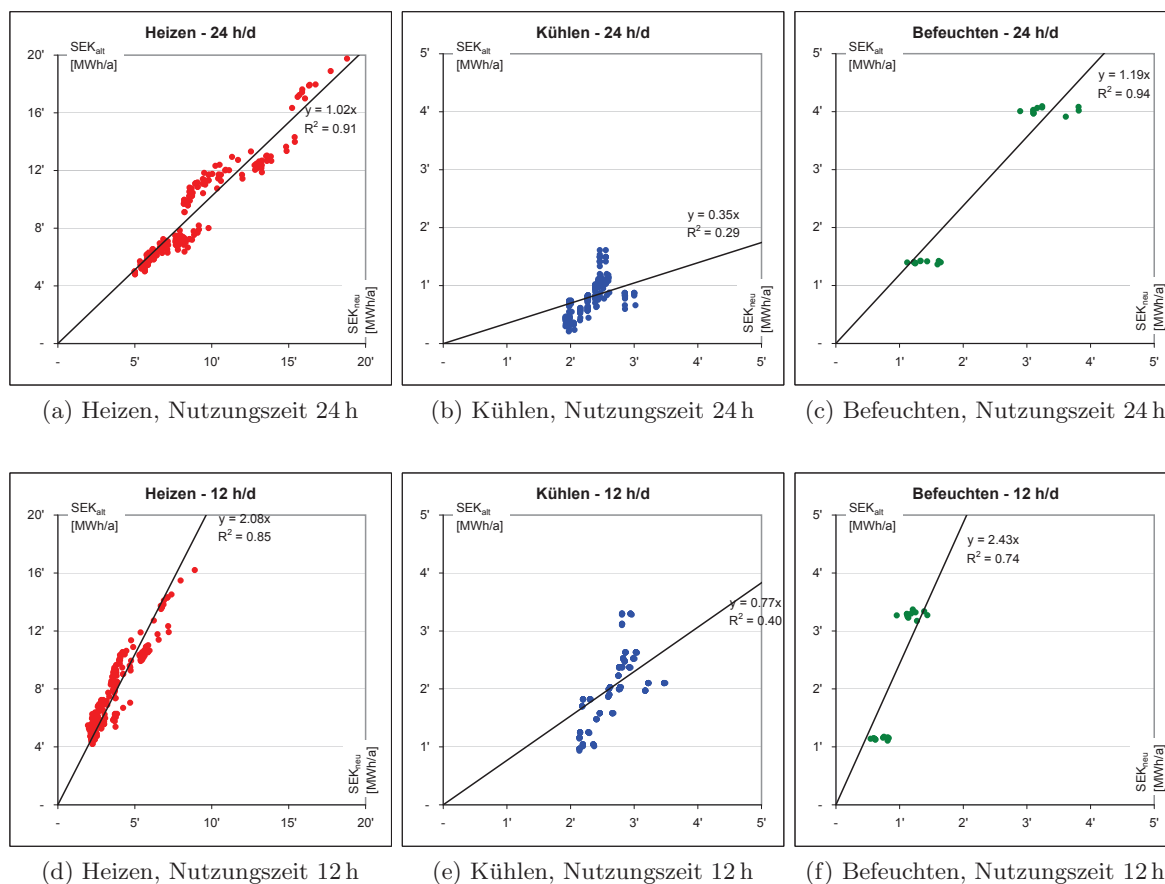 Heizen - 24 h/d
SEKalt
[MWh/a]
20'
16'
12'
8'
4'
-
y = 1.02x
R² = 0.91
SEKneu
[MWh/a]
- 5' 10' 15' 20'
(a) Heizen, Nutzungszeit 24 h
Kühlen - 24 h/d
SEKalt
[MWh/a]
5'
4'
3'
2'
1'
-
y = 0.35x
R² = 0.29
SEKneu
[MWh/a]
- 1' 2' 3' 4' 5'
(b) Kühlen, Nutzungszeit 24 h
Befeuchten - 24 h/d
SEKalt
[MWh/a]
5'
4'
3'
2'
1'
-
y = 1.19x
R² = 0.94
SEKneu
[MWh/a]
- 1' 2' 3' 4' 5'
(c) Befeuchten, Nutzungszeit 24 h
Heizen - 12 h/d
SEKalt
[MWh/a]
20'
16'
12'
8'
4'
-
y = 2.08x
R² = 0.85
SEKneu
[MWh/a]
- 5' 10' 15' 20'
(d) Heizen, Nutzungszeit 12 h
Kühlen - 12 h/d
SEKalt
[MWh/a]
5'
4'
3'
2'
1'
-
y = 0.77x
R² = 0.40
SEKneu
[MWh/a]
- 1' 2' 3' 4' 5'
(e) Kühlen, Nutzungszeit 12 h
Befeuchten - 12 h/d
SEKalt
[MWh/a]
5'
4'
3'
2'
1'
-
y = 2.43x
R² = 0.74
SEKneu
[MWh/a]
- 1' 2' 3' 4' 5'
(f) Befeuchten, Nutzungszeit 12 h